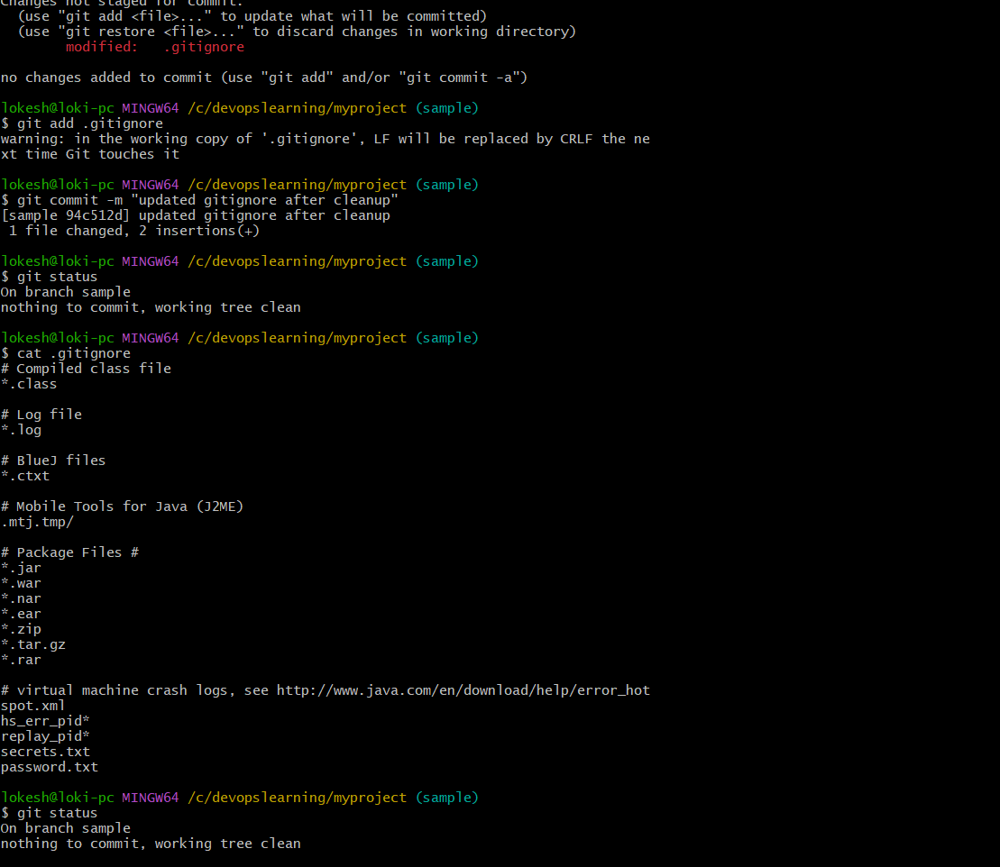 Changes not staged for commit:
  (use "git add <file>..." to update what will be committed)
  (use "git restore <file>..." to discard changes in working directory)
        modified:   .gitignore

no changes added to commit (use "git add" and/or "git commit -a")

lokesh@loki-pc MINGW64 /c/devopslearning/myproject (sample)
$ git add .gitignore
warning: in the working copy of '.gitignore', LF will be replaced by CRLF the ne
xt time Git touches it

lokesh@loki-pc MINGW64 /c/devopslearning/myproject (sample)
$ git commit -m "updated gitignore after cleanup"
[sample 94c512d] updated gitignore after cleanup
 1 file changed, 2 insertions(+)

lokesh@loki-pc MINGW64 /c/devopslearning/myproject (sample)
$ git status
On branch sample
nothing to commit, working tree clean

lokesh@loki-pc MINGW64 /c/devopslearning/myproject (sample)
$ cat .gitignore
# Compiled class file
*.class

# Log file
*.log

# BlueJ files
*.ctxt

# Mobile Tools for Java (J2ME)
.mtj.tmp/

# Package Files #
*.jar
*.war
*.nar
*.ear
*.zip
*.tar.gz
*.rar

# virtual machine crash logs, see http://www.java.com/en/download/help/error_hot
spot.xml
hs_err_pid*
replay_pid*
secrets.txt
password.txt

lokesh@loki-pc MINGW64 /c/devopslearning/myproject (sample)
$ git status
On branch sample
nothing to commit, working tree clean